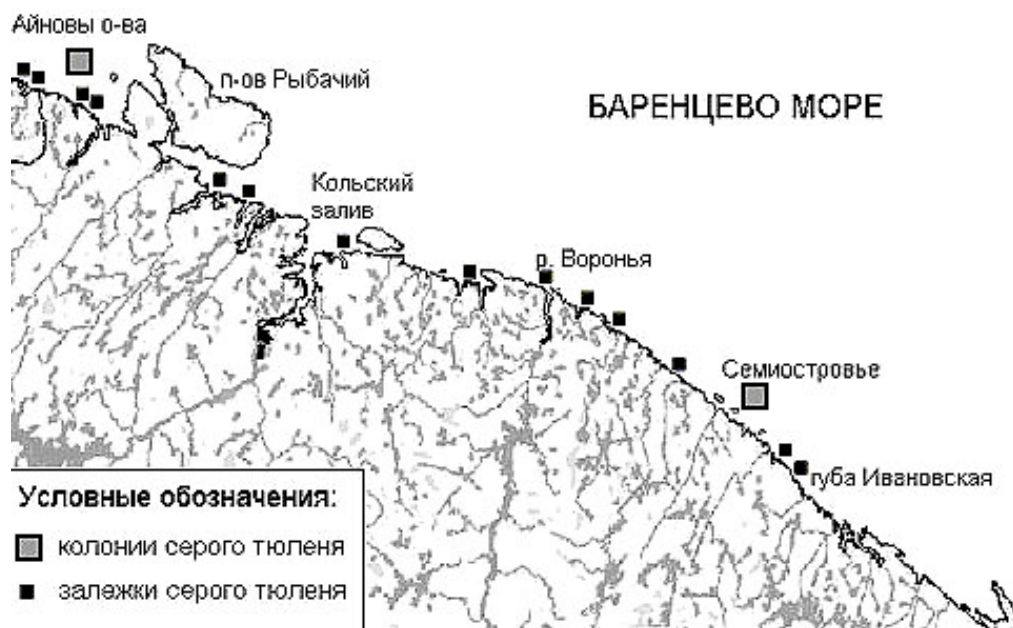 Айновы о-ва
п-ов Рыбачий
БАРЕНЦЕВО МОРЕ
Кольский
залив
р. Воронья
Семиостровье
губа Ивановская
Условные обозначения:
колонии серого тюленя
залежки серого тюленя